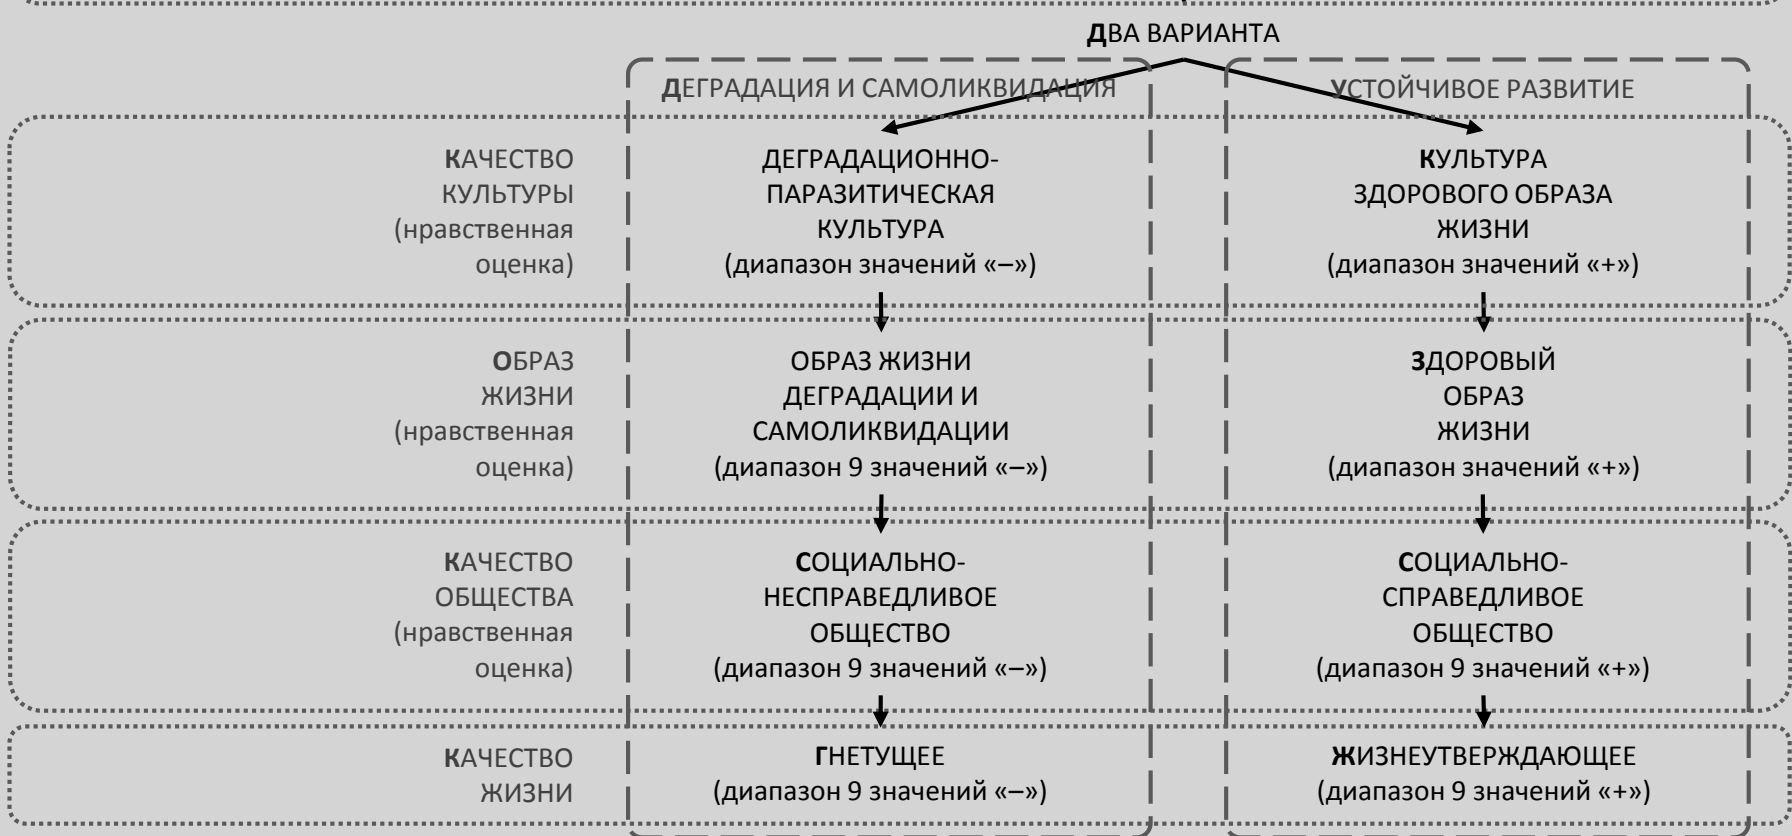 ДВА ВАРИАНТА
ДЕГРАДАЦИЯ И САМОЛИКВИДАЦИЯ
УСТОЙЧИВОЕ РАЗВИТИЕ
КАЧЕСТВО
КУЛЬТУРЫ
(нравственная
оценка)
ДЕГРАДАЦИОННО-
ПАРАЗИТИЧЕСКАЯ
КУЛЬТУРА
(диапазон значений «–»)
КУЛЬТУРА
ЗДОРОВОГО ОБРАЗА
ЖИЗНИ
(диапазон значений «+»)
ОБРАЗ
ЖИЗНИ
(нравственная
оценка)
ОБРАЗ ЖИЗНИ
ДЕГРАДАЦИИ И
САМОЛИКВИДАЦИИ
(диапазон 9 значений «–»)
ЗДОРОВЫЙ
ОБРАЗ
ЖИЗНИ
(диапазон значений «+»)
КАЧЕСТВО
ОБЩЕСТВА
(нравственная
оценка)
СОЦИАЛЬНО-
НЕСПРАВЕДЛИВОЕ
ОБЩЕСТВО
(диапазон 9 значений «–»)
СОЦИАЛЬНО-
СПРАВЕДЛИВОЕ
ОБЩЕСТВО
(диапазон 9 значений «+»)
КАЧЕСТВО
ЖИЗНИ
ГНЕТУЩЕЕ
(диапазон 9 значений «–»)
ЖИЗНЕУТВЕРЖДАЮЩЕЕ
(диапазон 9 значений «+»)